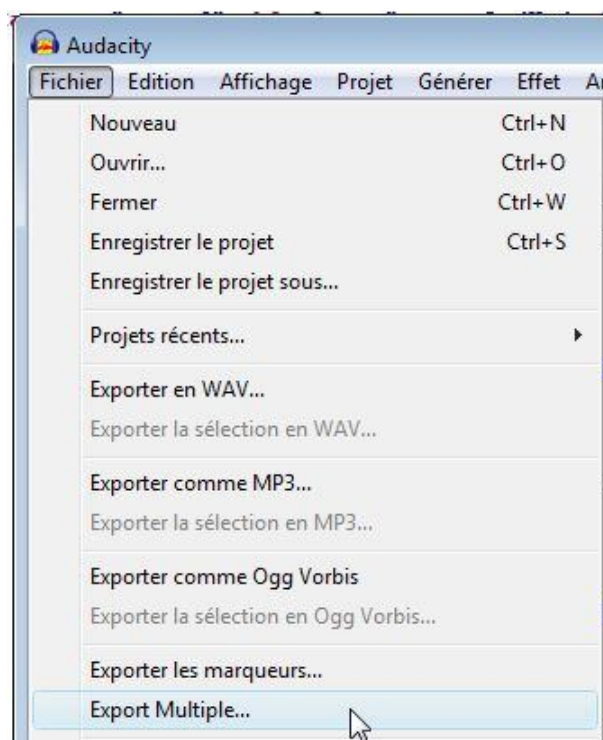 Audacity
Fichier Edition Affichage Projet Générer Effet
Nouveau Ctrl+N
Ouvrir... Ctrl+O
Fermer Ctrl+W
Enregistrer le projet Ctrl+S
Enregistrer le projet sous...
Projets récents...
Exporter en WAV...
Exporter la sélection en WAV...
Exporter comme MP3...
Exporter la sélection en MP3...
Exporter comme Ogg Vorbis
Exporter la sélection en Ogg Vorbis...
Exporter les marqueurs...
Export Multiple...